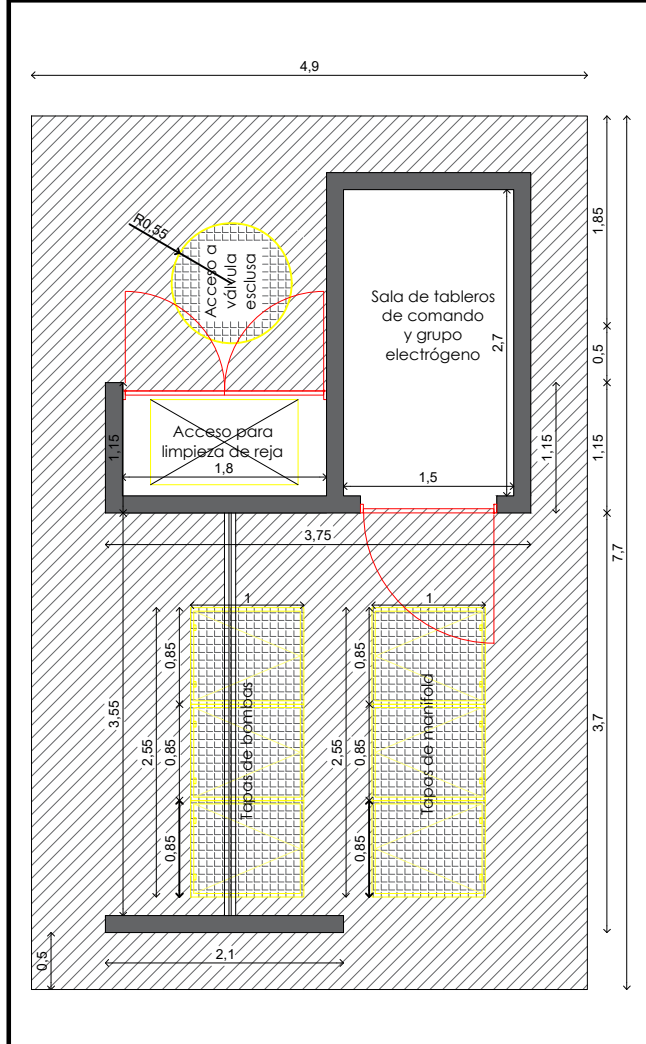 4,9
R0,55
Acceso a
válvula
esclusa
1,85
Sala de tableros
de comando
y grupo
electrógeno
2,7
0,5
1,15
Acceso para
limpieza de reja
1,8
1,5
1,15
1,15
3,75
7,7
1
1
0,85
0,85
3,55
2,55
0,85
Tapas de bombas
2,55
0,85
Tapas de manifold
3,7
0,85
0,85
2,1
0,5